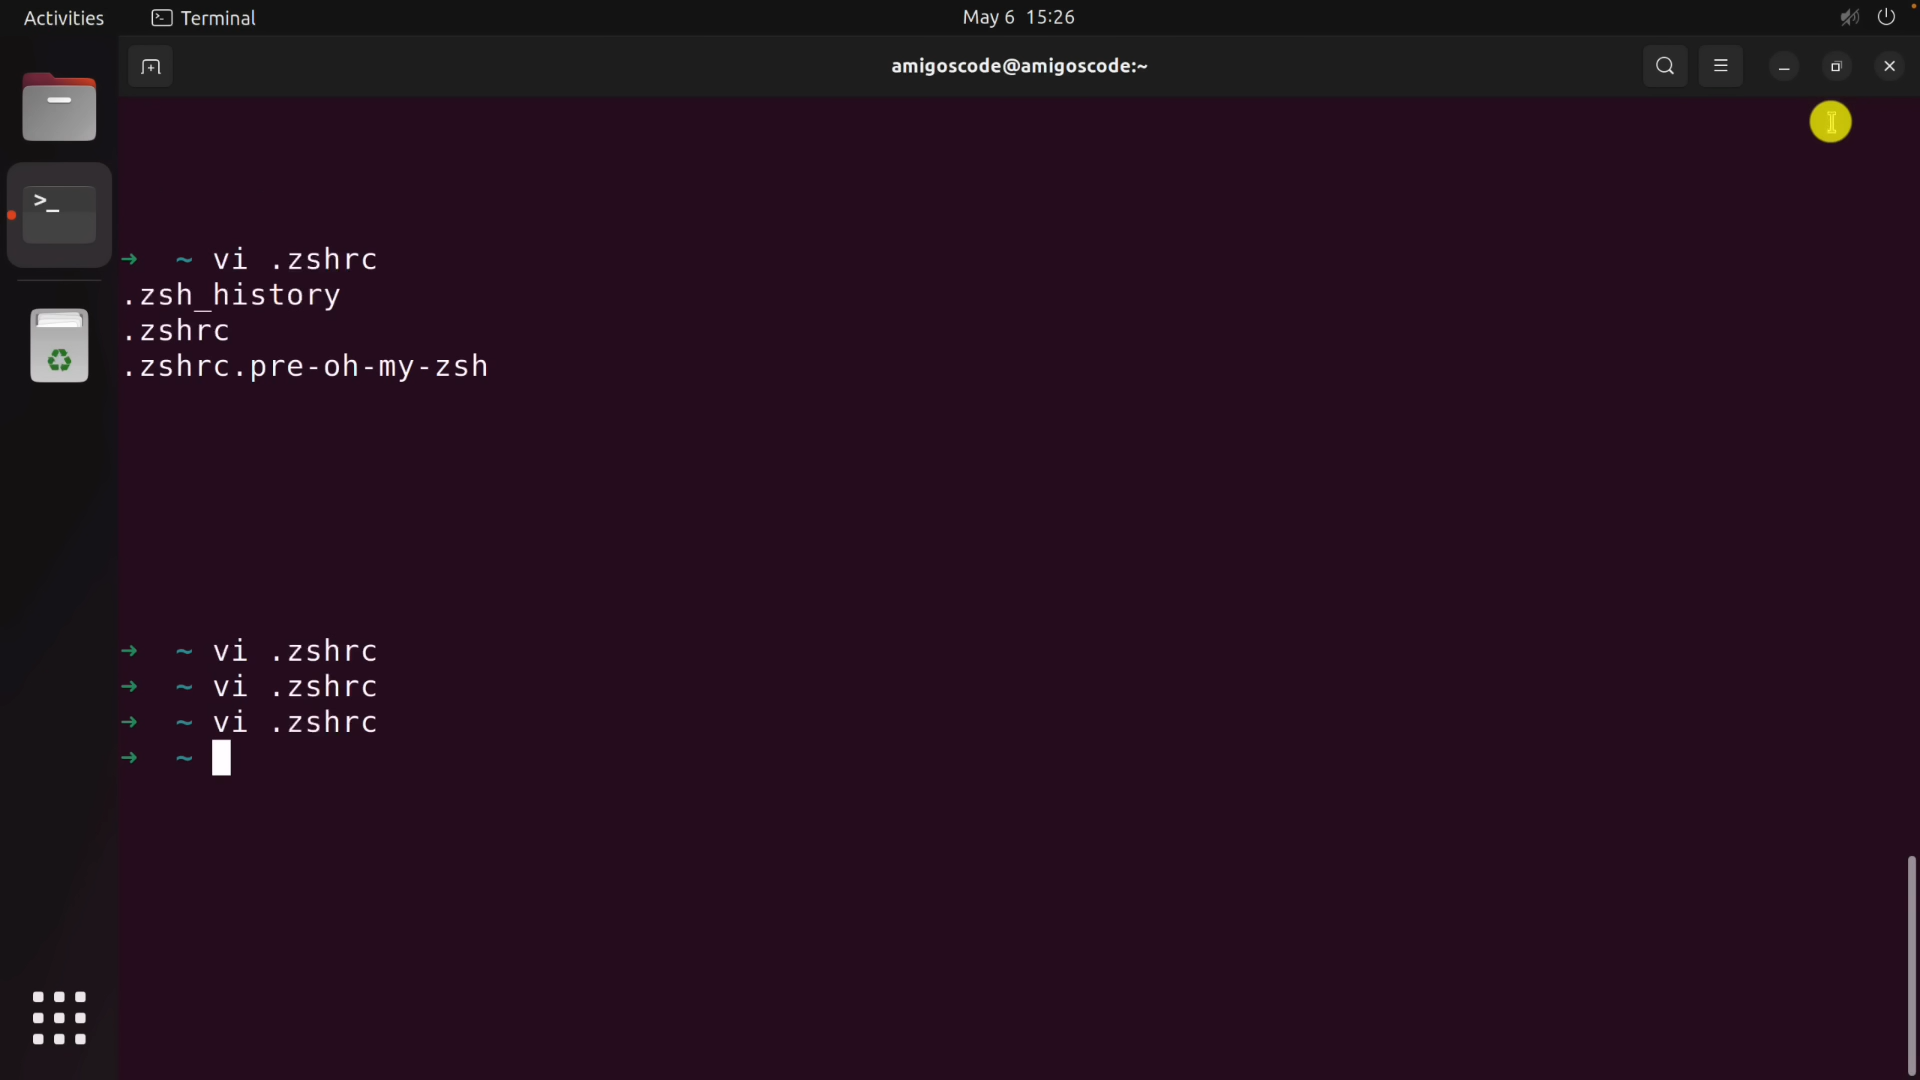 Activities
Terminal
May 6 15:26
amigoscode@amigoscode:~
>_
➜ ~ vi .zshrc
.zsh_history
.zshrc
.zshrc.pre-oh-my-zsh
➜ ~ vi .zshrc
➜ ~ vi .zshrc
➜ ~ vi .zshrc
➜ ~